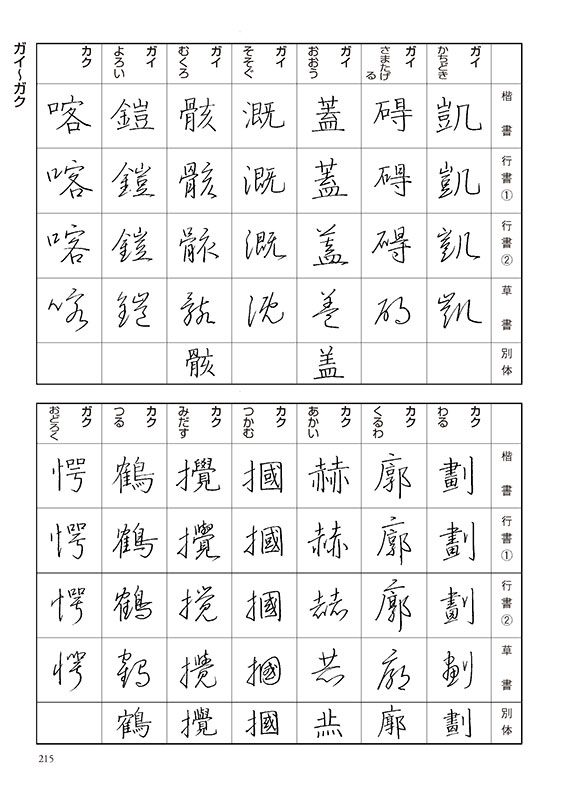 ガイ〜ガク
楷書 行書① 行書② 草書 別体
ガイ
かちどき
凱 凱 凱 凱
ガイ
さまたげ
る
碍 碍 碍 碍
ガイ
おおう
蓋 蓋 蓋 蓋 盖
ガイ
そそぐ
漑 漑 漑 漑
ガイ
むくろ
骸 骸 骸 骸 骸
ガイ
よろい
鎧 鎧 鎧 鎧
カク
喀 喀 喀 喀
楷書 行書① 行書② 草書 別体
カク
わる
劃 劃 劃 劃 劃
カク
くるわ
廓 廓 廓 廓 廓
カク
あかい
赫 赫 赫 赫
カク
つかむ
摑 摑 摑 摑 摑
カク
みだす
攪 攪 攪 攪 攪
カク
つる
鶴 鶴 鶴 鶴 鶴
ガク
おどろく
愕 愕 愕 愕
215